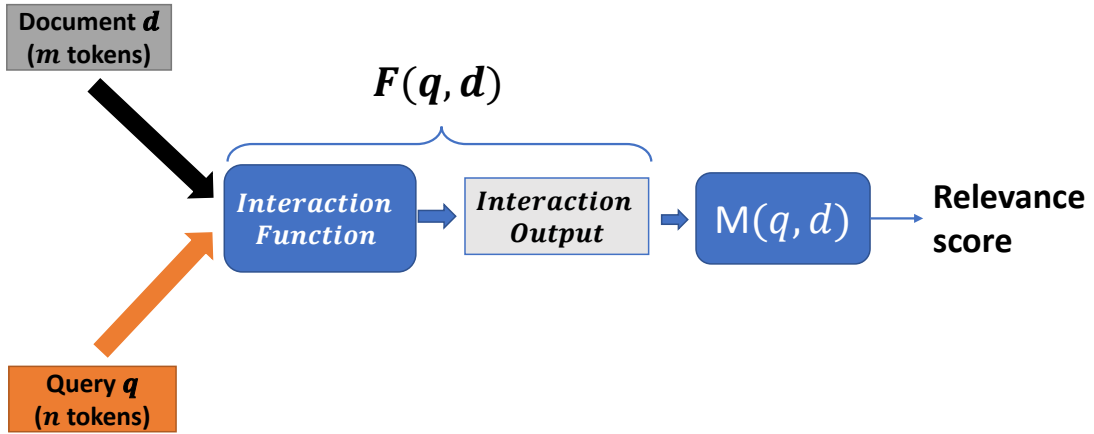 Document d
(m tokens)
F(q, d)
Interaction
Function
Interaction
Output
M(q, d)
Relevance
score
Query q
(n tokens)